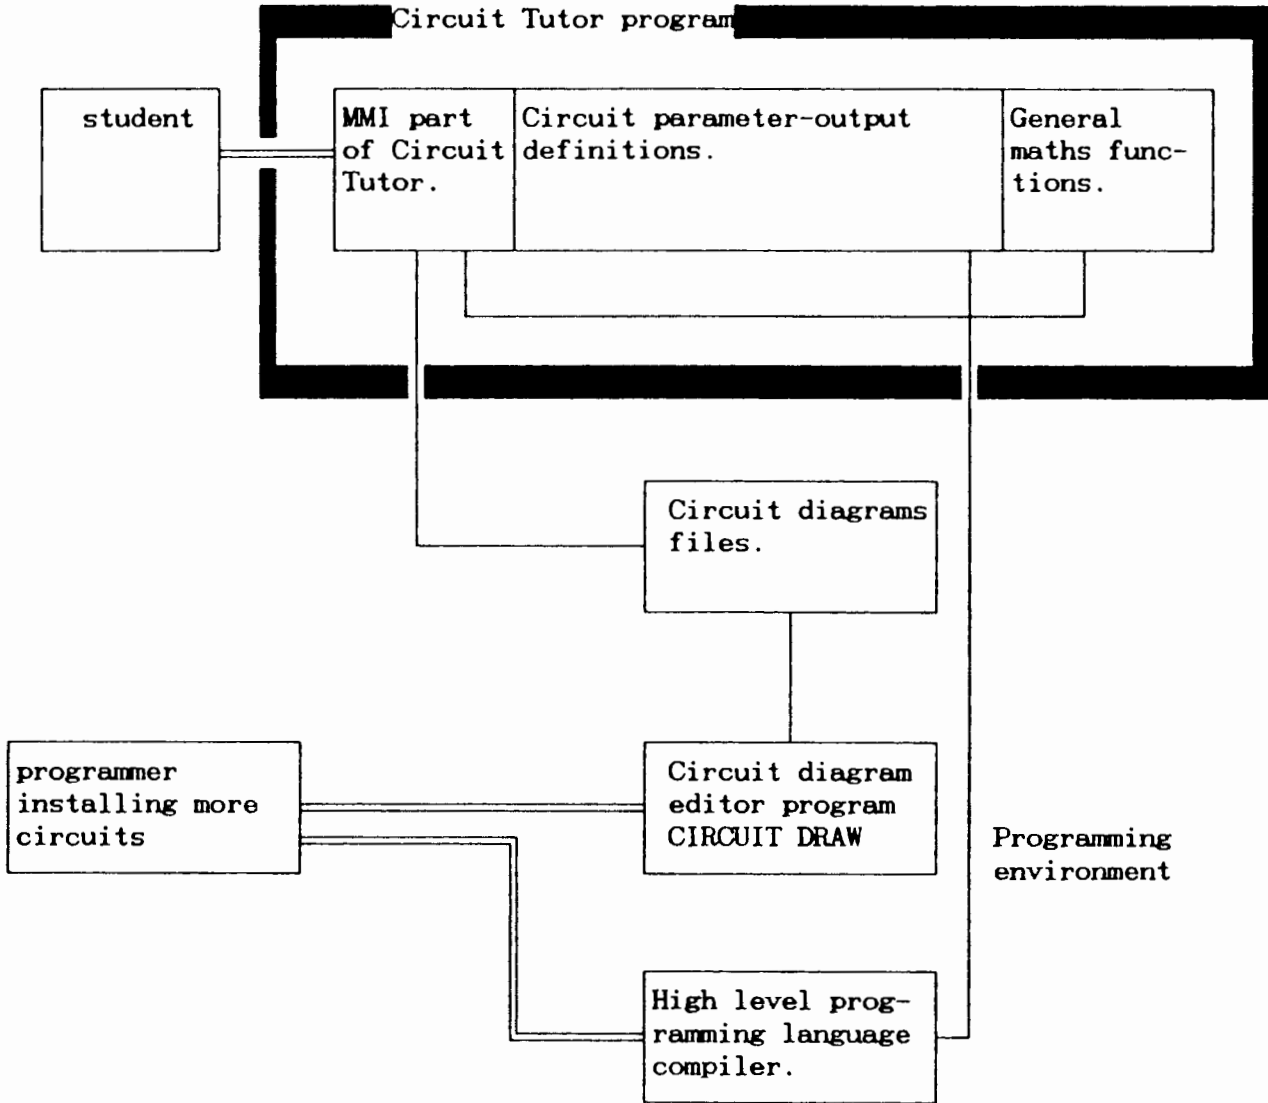 Circuit Tutor program
student
MMI part
of Circuit
Tutor.
Circuit parameter-output
definitions.
General
maths func-
tions.
Circuit diagrams
files.
programmer
installing more
circuits
Circuit diagram
editor program
CIRCUIT DRAW
Programming
environment
High level prog-
ramming language
compiler.